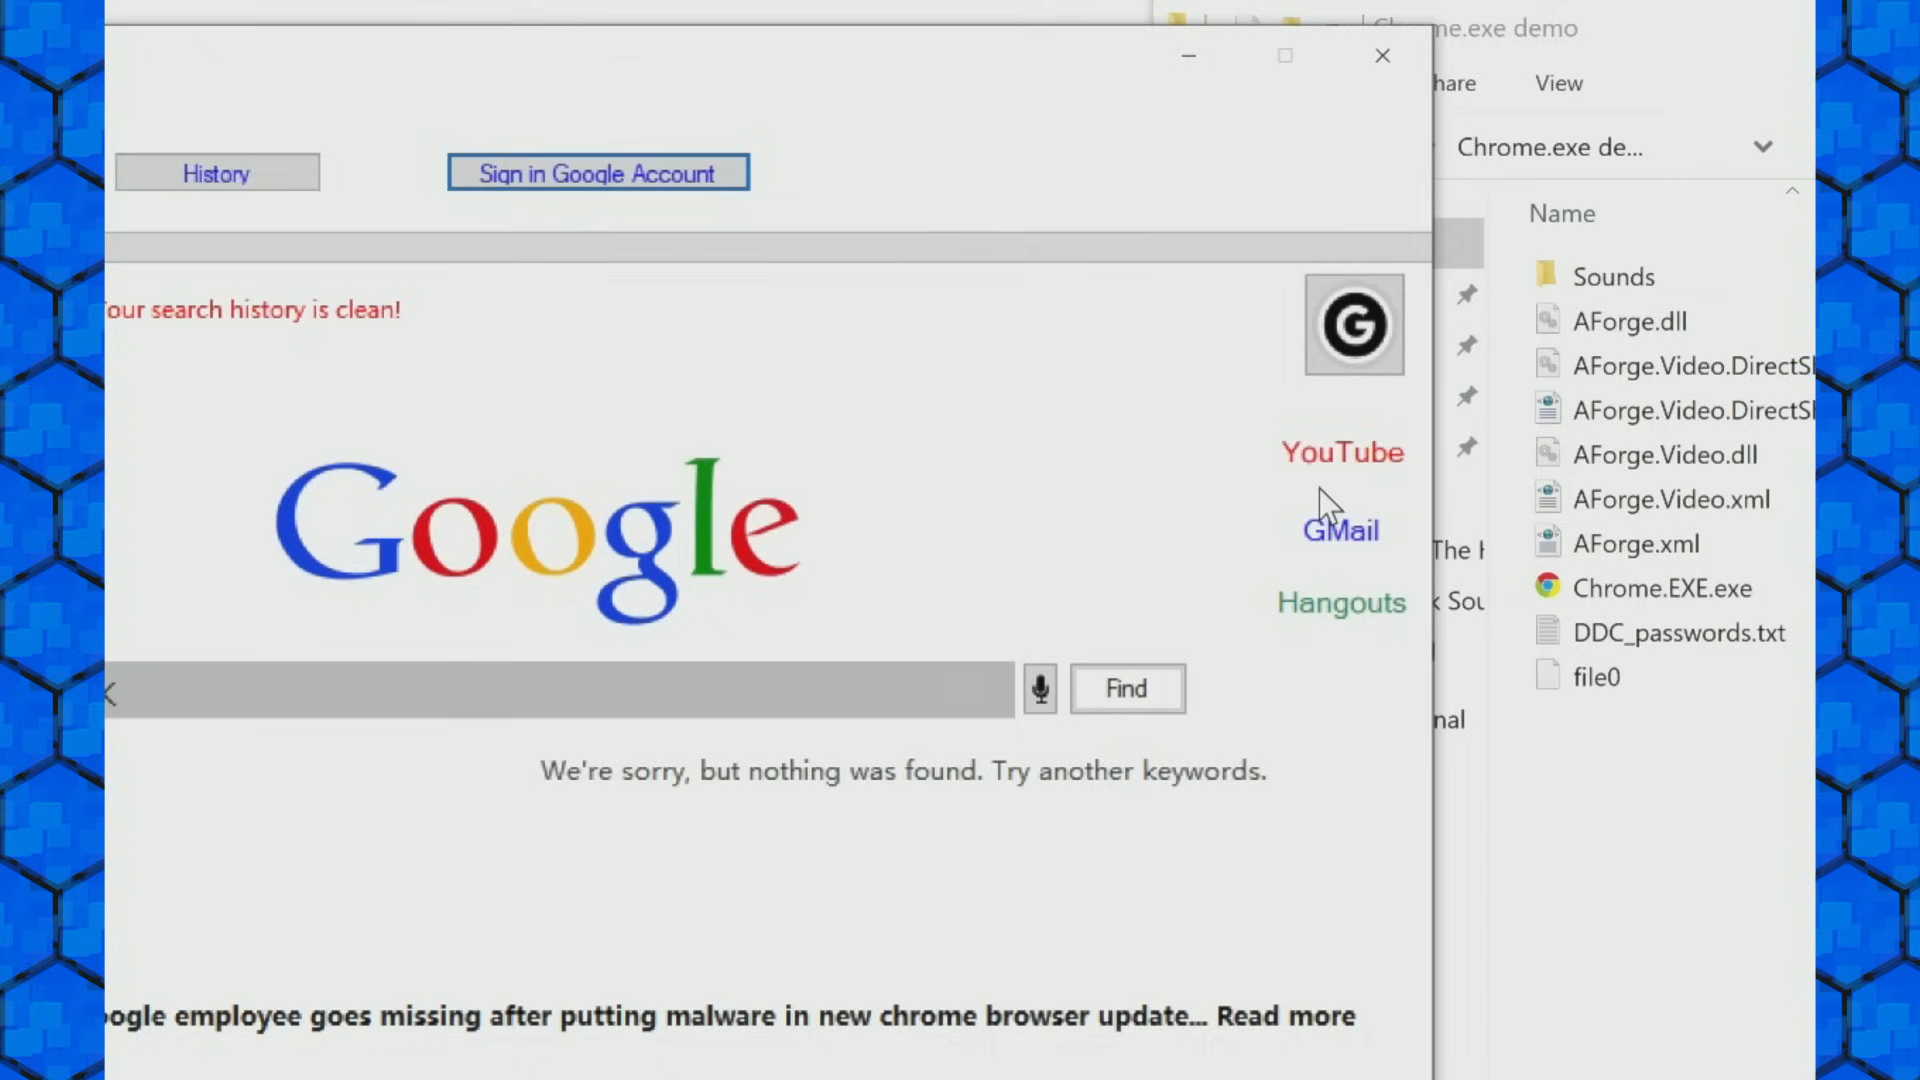 me.exe demo
hare View
Chrome.exe de...
History
Sign in Google Account
Name
our search history is clean!
G
Sounds
AForge.dll
AForge.Video.DirectS
AForge.Video.DirectS
AForge.Video.dll
AForge.Video.xml
AForge.xml
Chrome.EXE.exe
DDC_passwords.txt
file0
YouTube
GMail
Hangouts
Google
The
Sou
nal
Find
We're sorry, but nothing was found. Try another keywords.
ogle employee goes missing after putting malware in new chrome browser update... Read more